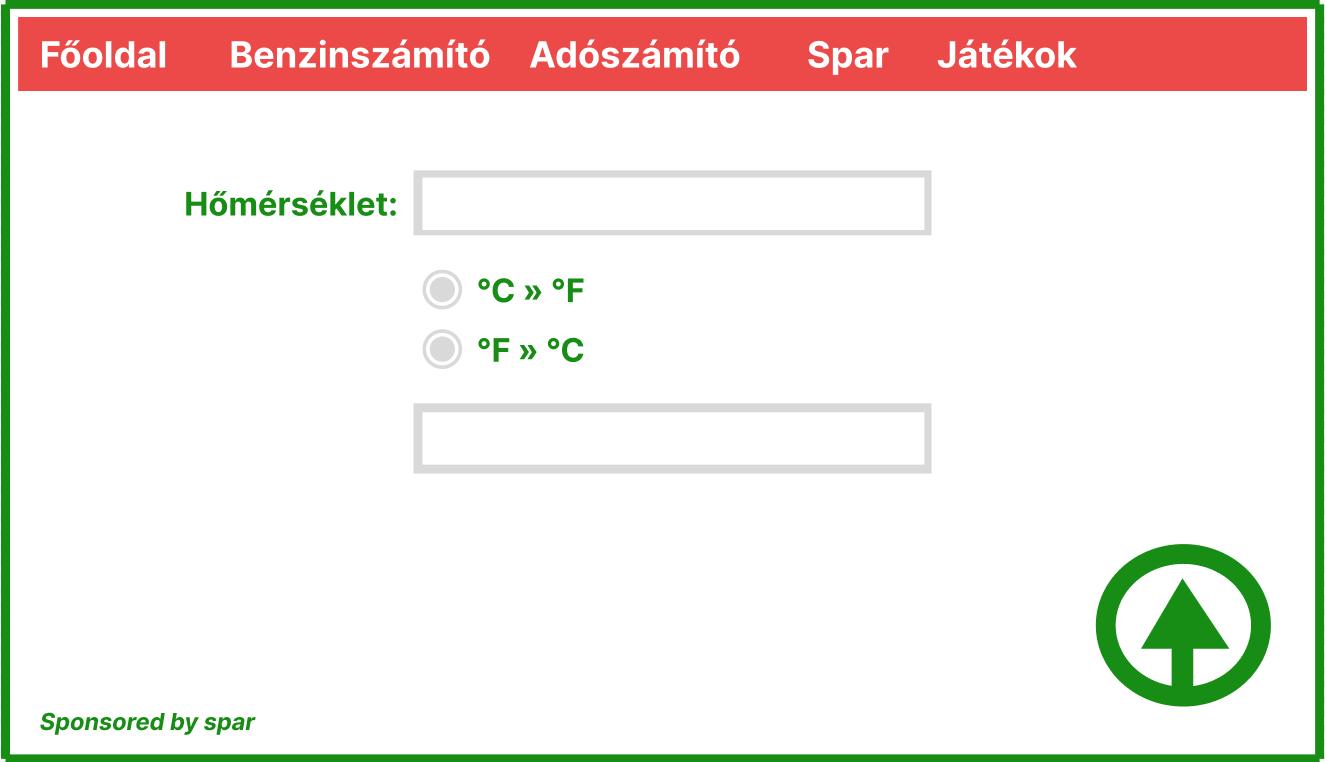 Főoldal Benzinszámító Adószámító Spar Játékok
Hőmérséklet:
°C » °F
°F » °C
Sponsored by spar